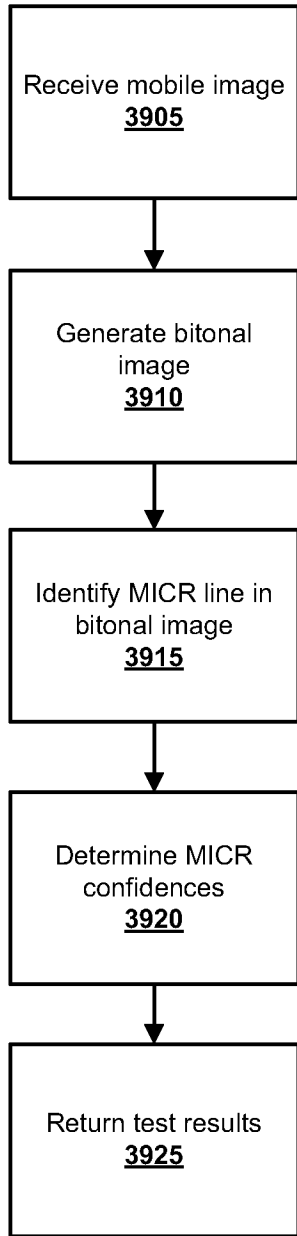 Receive mobile image
3905
Generate bitonal
image
3910
Identify MICR line in
bitonal image
3915
Determine MICR
confidences
3920
Return test results
3925